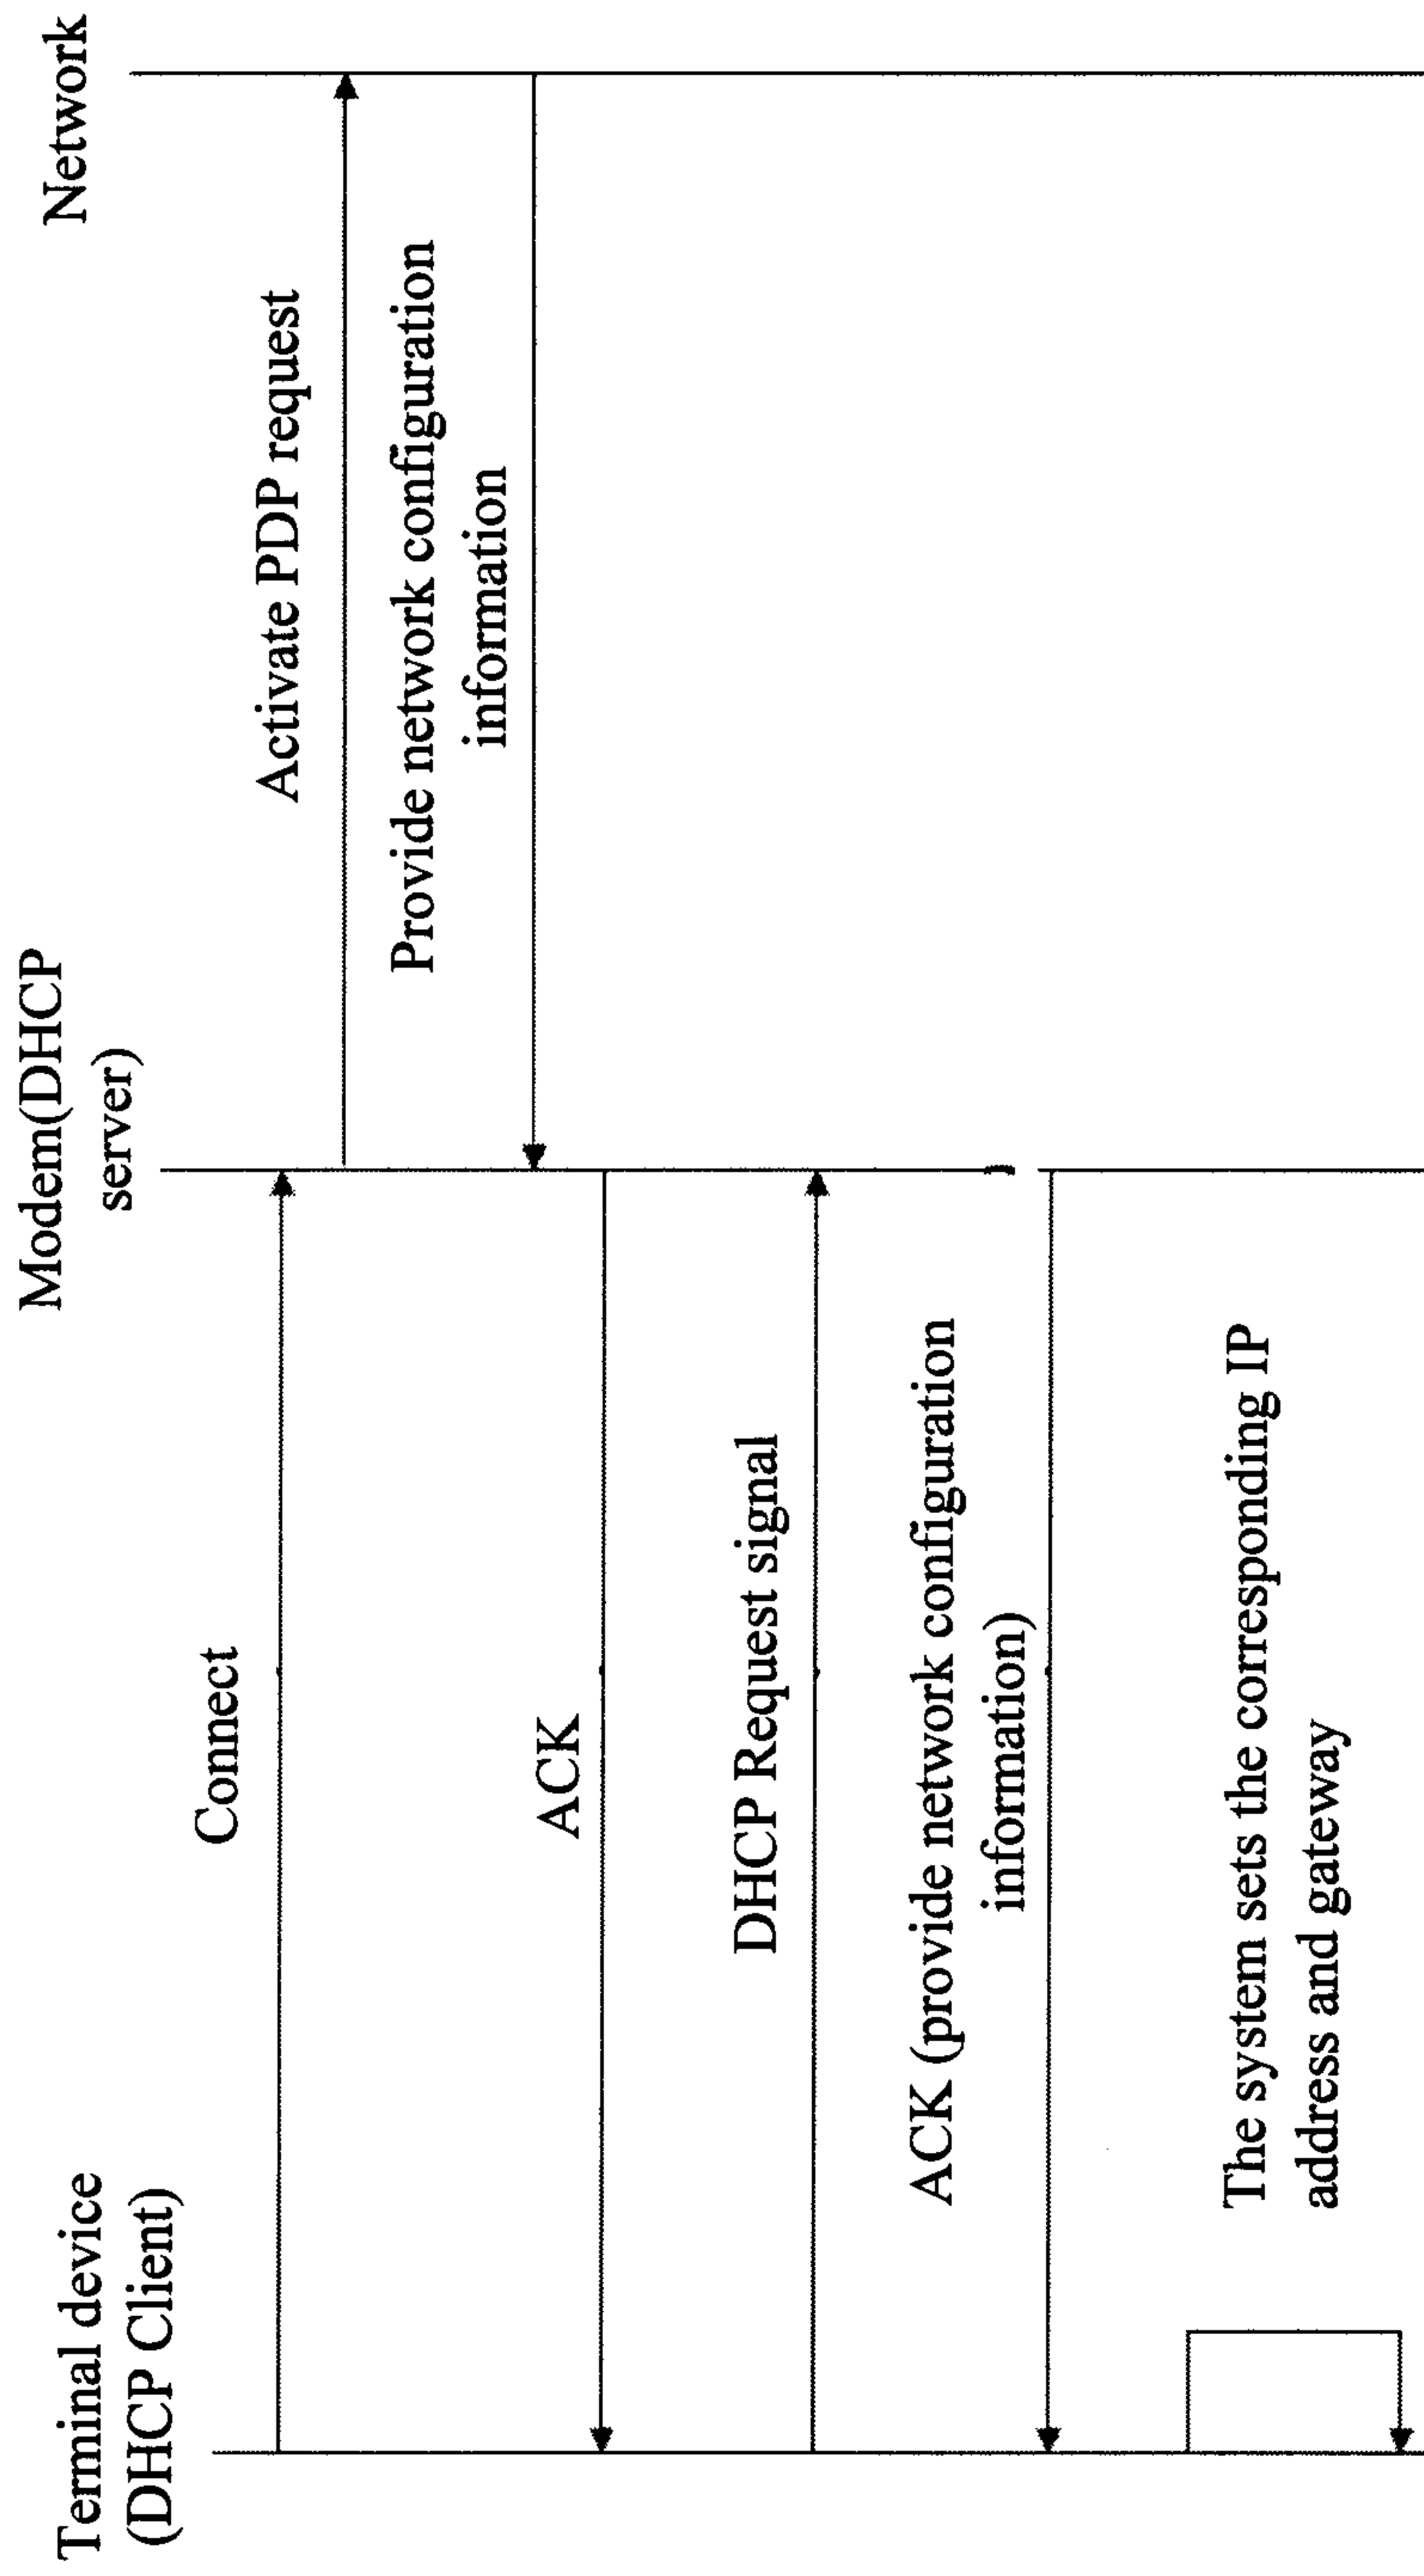 Terminal device
(DHCP Client)
Modem(DHCP
server)
Network
Connect
Activate PDP request
Provide network configuration
information
ACK
DHCP Request signal
ACK (provide network configuration
information)
The system sets the corresponding IP
address and gateway